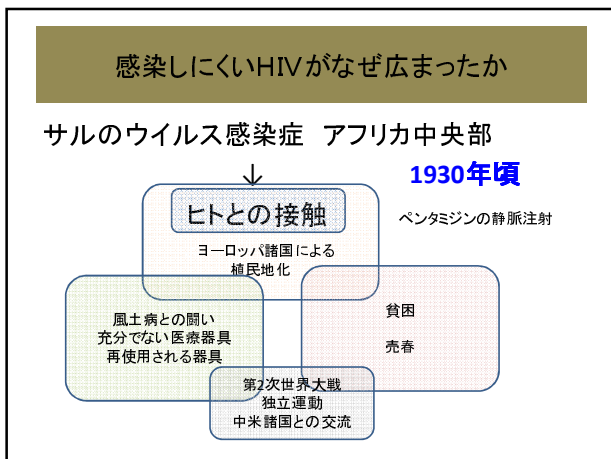 感染しにくいHIVがなぜ広まったか
サルのウイルス感染症 アフリカ中央部
↓
1930年頃
ヒトとの接触
ペンタミジンの静脈注射
ヨーロッパ諸国による
植民地化
風土病との闘い
充分でない医療器具
再使用される器具
貧困
売春
第2次世界大戦
独立運動
中米諸国との交流